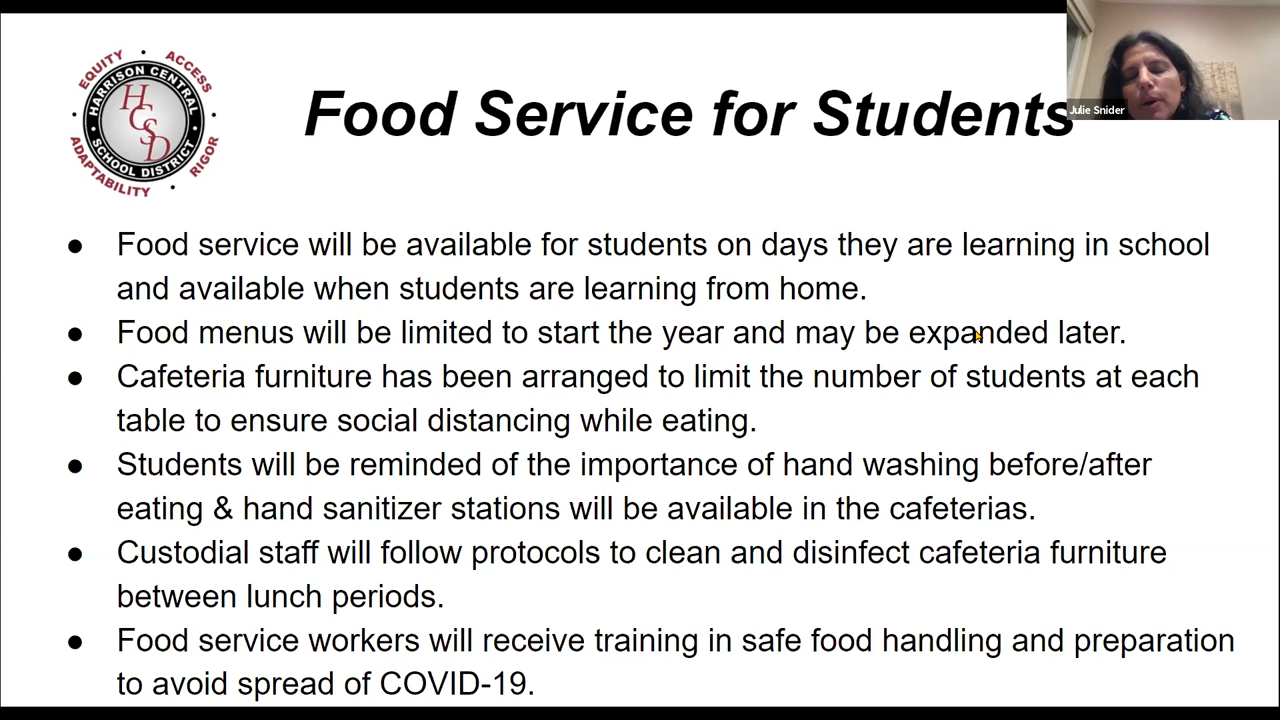 EQUITY • ACCESS
HARRISON CENTRAL
HCSD
SCHOOL DISTRICT
ADAPTABILITY • RIGOR
Food Service for Students
Julie Snider
● Food service will be available for students on days they are learning in school
and available when students are learning from home.
● Food menus will be limited to start the year and may be expanded later.
● Cafeteria furniture has been arranged to limit the number of students at each
table to ensure social distancing while eating.
● Students will be reminded of the importance of hand washing before/after
eating & hand sanitizer stations will be available in the cafeterias.
● Custodial staff will follow protocols to clean and disinfect cafeteria furniture
between lunch periods.
● Food service workers will receive training in safe food handling and preparation
to avoid spread of COVID-19.